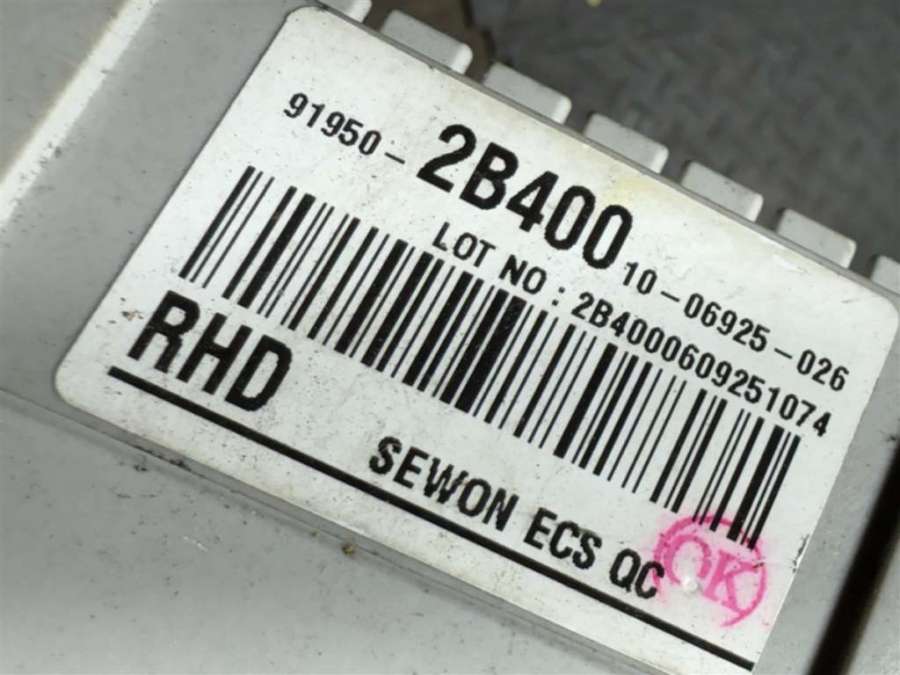 91950-2B400
10-06925-026
LOT NO : 2B4000609251074
RHD
SEWON ECS QC
OK